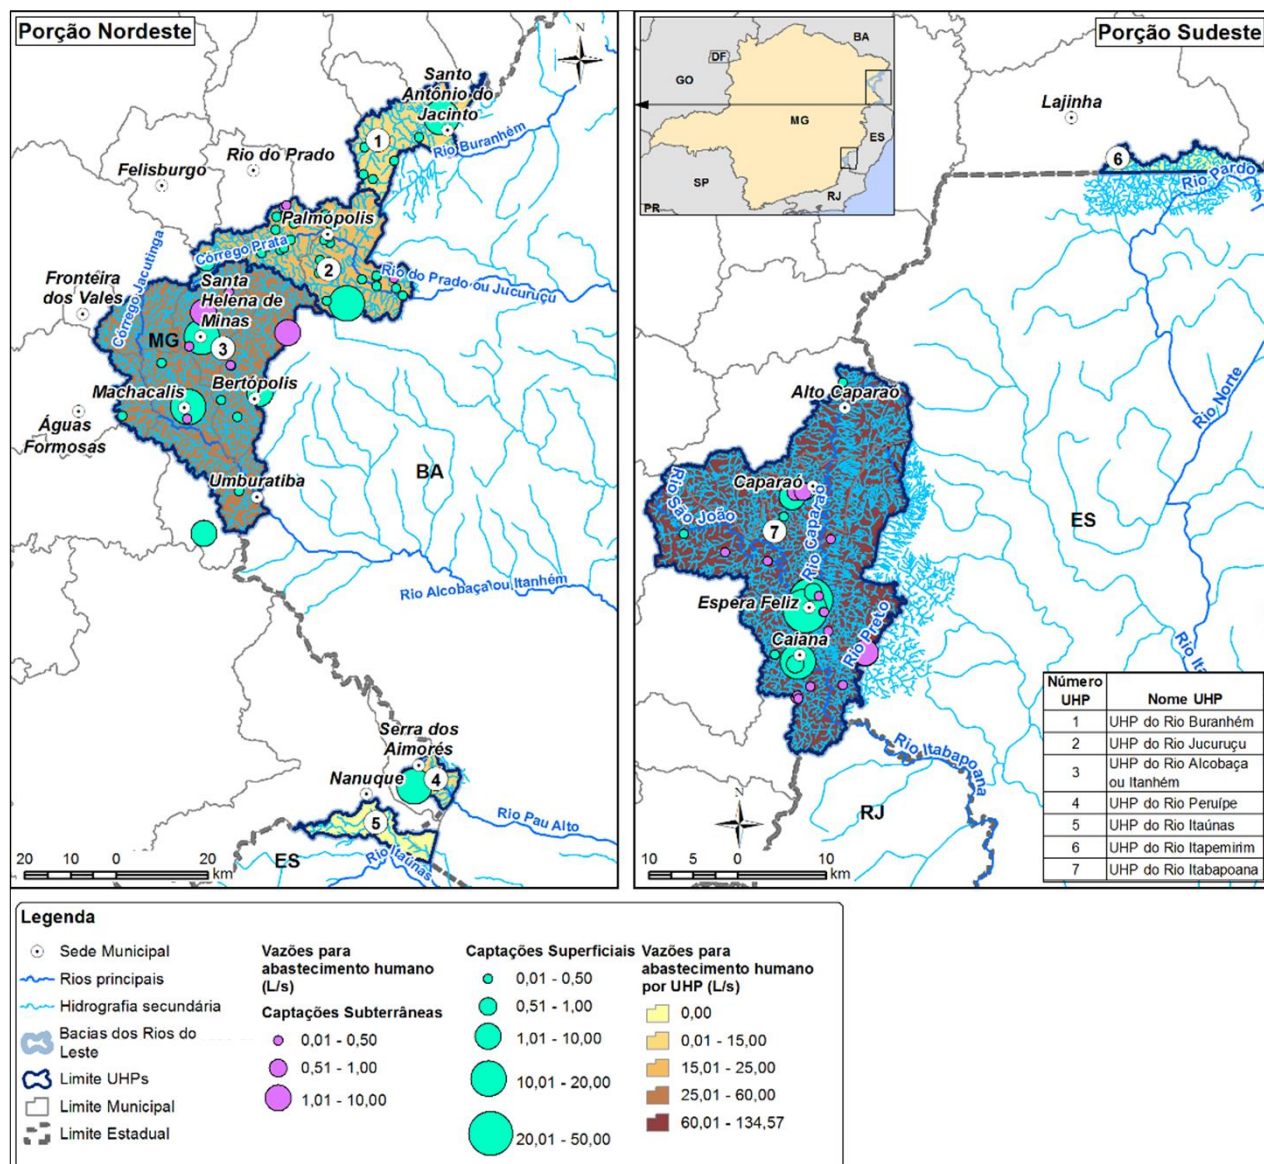 Porção Nordeste
N
Santo
Antônio do
Jacinto
1
Rio Buranhém
Rio do Prado
Felisburgo
Palmópolis
Córrego Prata
2
Rio do Prado ou Jucuruçu
Córrego Jacutinga
Fronteira
dos Vales
Santa
Helena de
Minas
MG
3
Machacalis
Bertópolis
Águas
Formosas
BA
Umburatiba
Rio Alcobaça ou Itanhém
Serra dos
Aimorés
Nanuque
4
5
Rio Pau Alto
ES
Rio Itaúnas
20 10 0 20
km
Porção Sudeste
BA
DF
GO
MG
ES
SP
RJ
PR
Lajinha
6
Rio Pardo
Alto Caparaó
Rio Norte
Caparaó
Rio São João
Rio Caparaó
7
ES
Espera Feliz
Caiana
Rio Preto
Rio Ita
Rio Itabapoana
RJ
N
10 5 0 10
km
Número UHP Nome UHP
1 UHP do Rio Buranhém
2 UHP do Rio Jucuruçu
3 UHP do Rio Alcobaça
ou Itanhém
4 UHP do Rio Peruípe
5 UHP do Rio Itaúnas
6 UHP do Rio Itapemirim
7 UHP do Rio Itabapoana
Legenda
Sede Municipal
Rios principais
Hidrografia secundária
Bacias dos Rios do
Leste
Limite UHPs
Limite Municipal
Limite Estadual
Vazões para
abastecimento humano
(L/s)
Captações Subterrâneas
0,01 - 0,50
0,51 - 1,00
1,01 - 10,00
Captações Superficiais
0,01 - 0,50
0,51 - 1,00
1,01 - 10,00
10,01 - 20,00
20,01 - 50,00
Vazões para
abastecimento humano
por UHP (L/s)
0,00
0,01 - 15,00
15,01 - 25,00
25,01 - 60,00
60,01 - 134,57